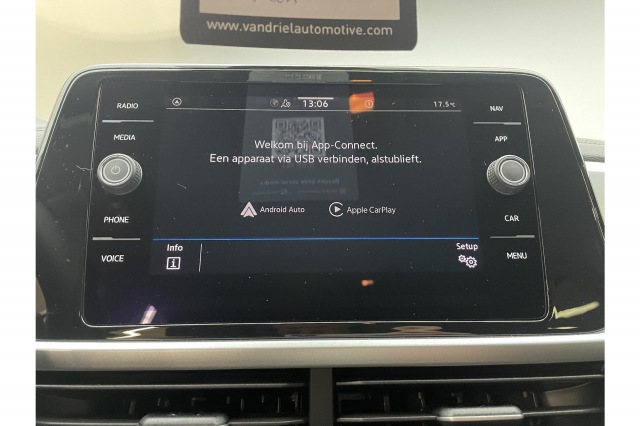 www.vandrielautomotive.com
RADIO
MEDIA
PHONE
VOICE
13:06
17.5°C
Welkom bij App-Connect.
Een apparaat via USB verbinden, alstublieft.
Android Auto
Apple CarPlay
Info
Setup
NAV
APP
CAR
MENU